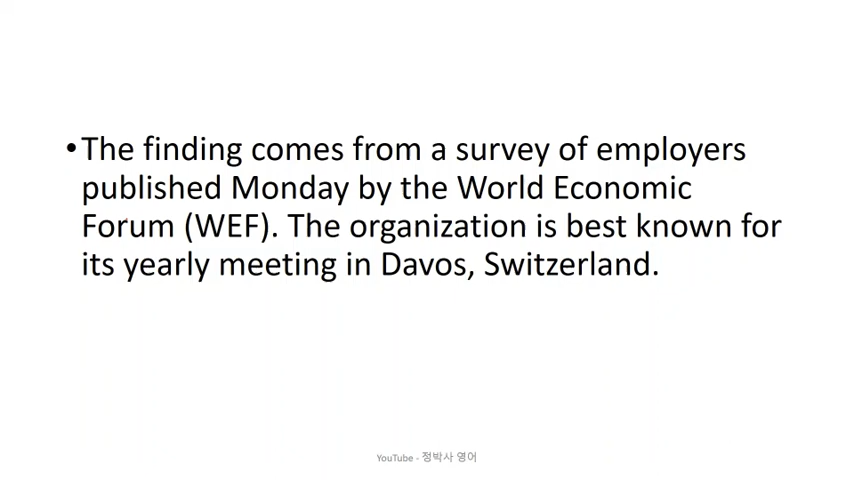 •The finding comes from a survey of employers
published Monday by the World Economic
Forum (WEF). The organization is best known for
its yearly meeting in Davos, Switzerland.
YouTube - 정박사 영어